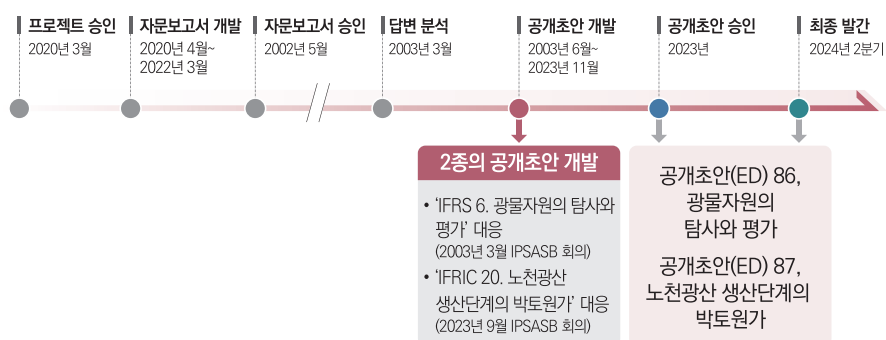 프로젝트 승인
2020년 3월
자문보고서 개발
2020년 4월~
2022년 3월
자문보고서 승인
2002년 5월
답변 분석
2003년 3월
공개초안 개발
2003년 6월~
2023년 11월
공개초안 승인
2023년
최종 발간
2024년 2분기
2종의 공개초안 개발
• ‘IFRS 6. 광물자원의 탐사와
평가’ 대응
(2003년 3월 IPSASB 회의)
• ‘IFRIC 20. 노천광산
생산단계의 박토원가’ 대응
(2023년 9월 IPSASB 회의)
공개초안(ED) 86,
광물자원의
탐사와 평가
공개초안(ED) 87,
노천광산 생산단계의
박토원가